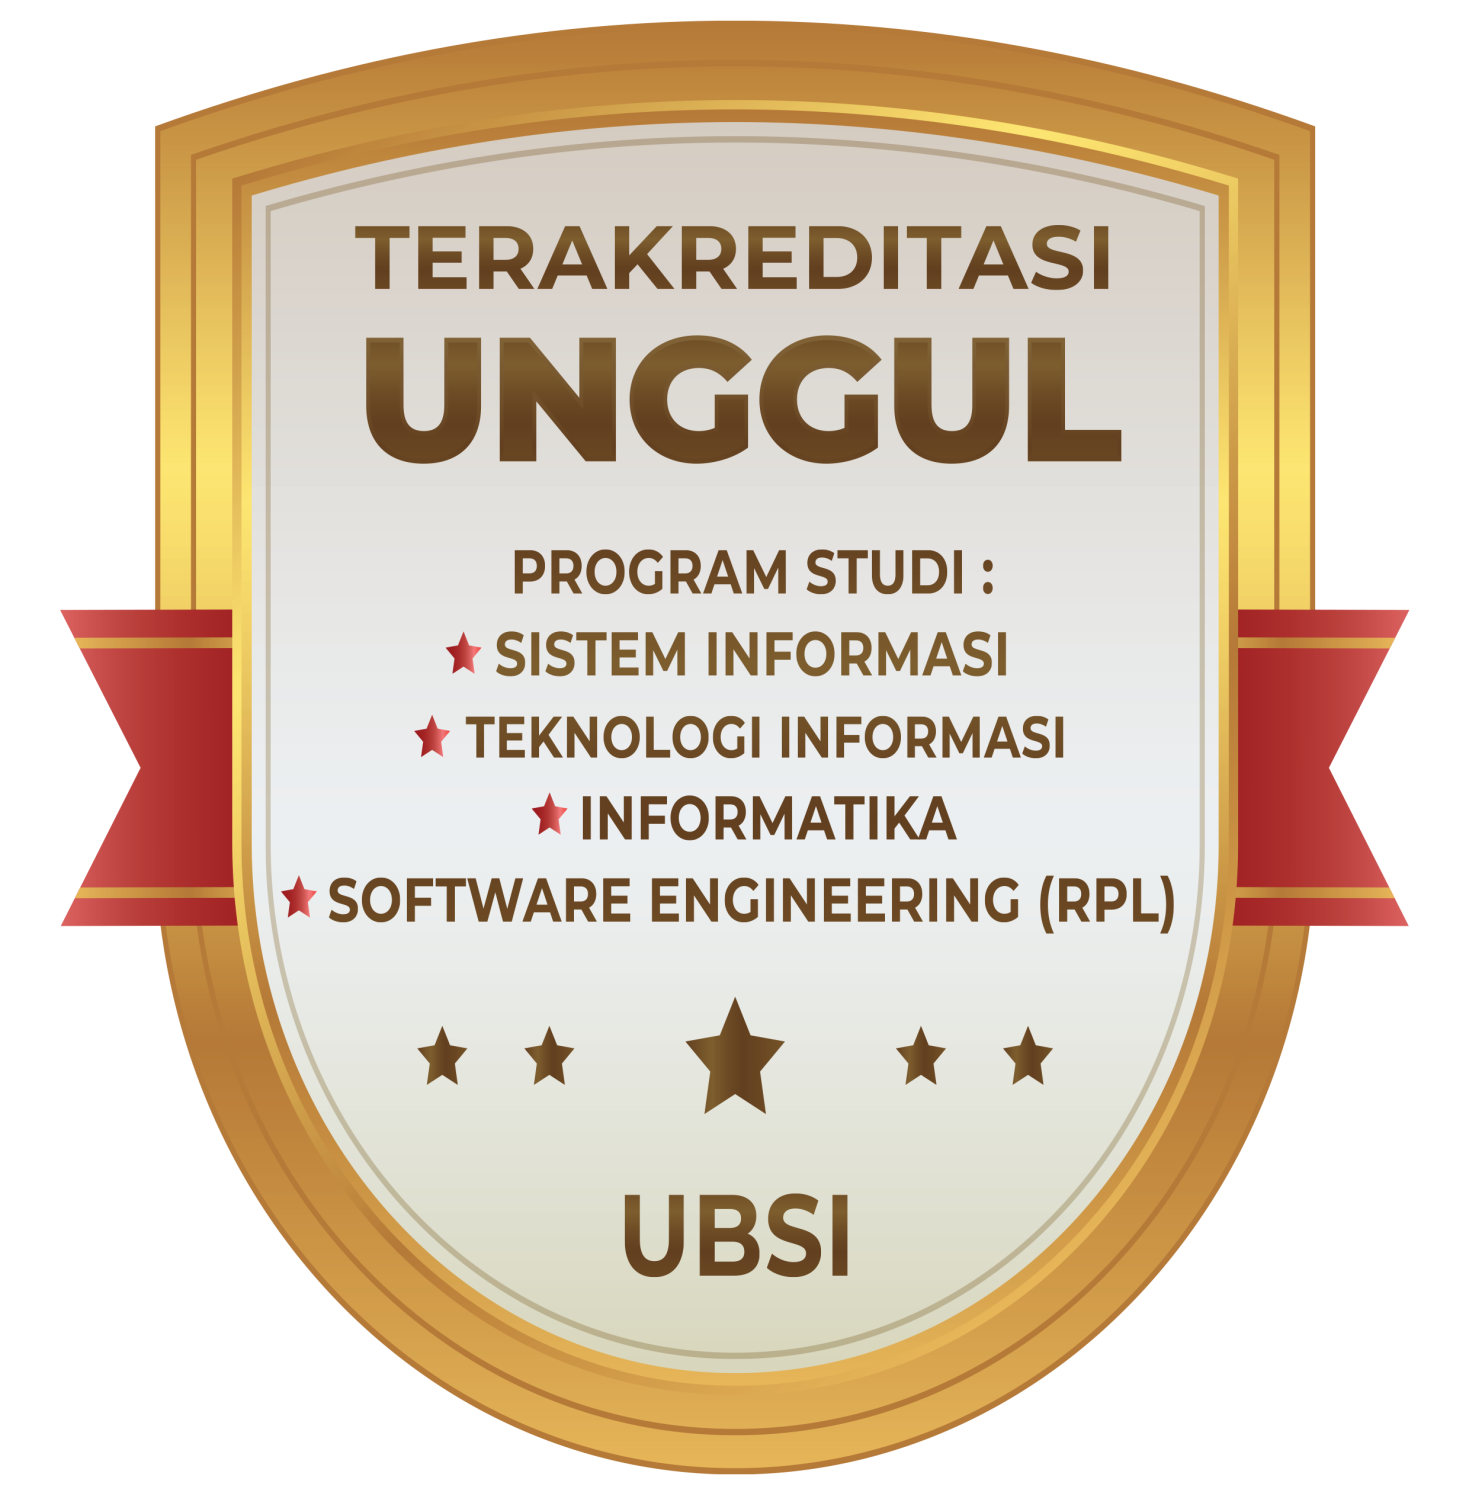 TERAKREDITASI
UNGGUL
PROGRAM STUDI :
SISTEM INFORMASI
TEKNOLOGI INFORMASI
INFORMATIKA
SOFTWARE ENGINEERING (RPL)
UBSI